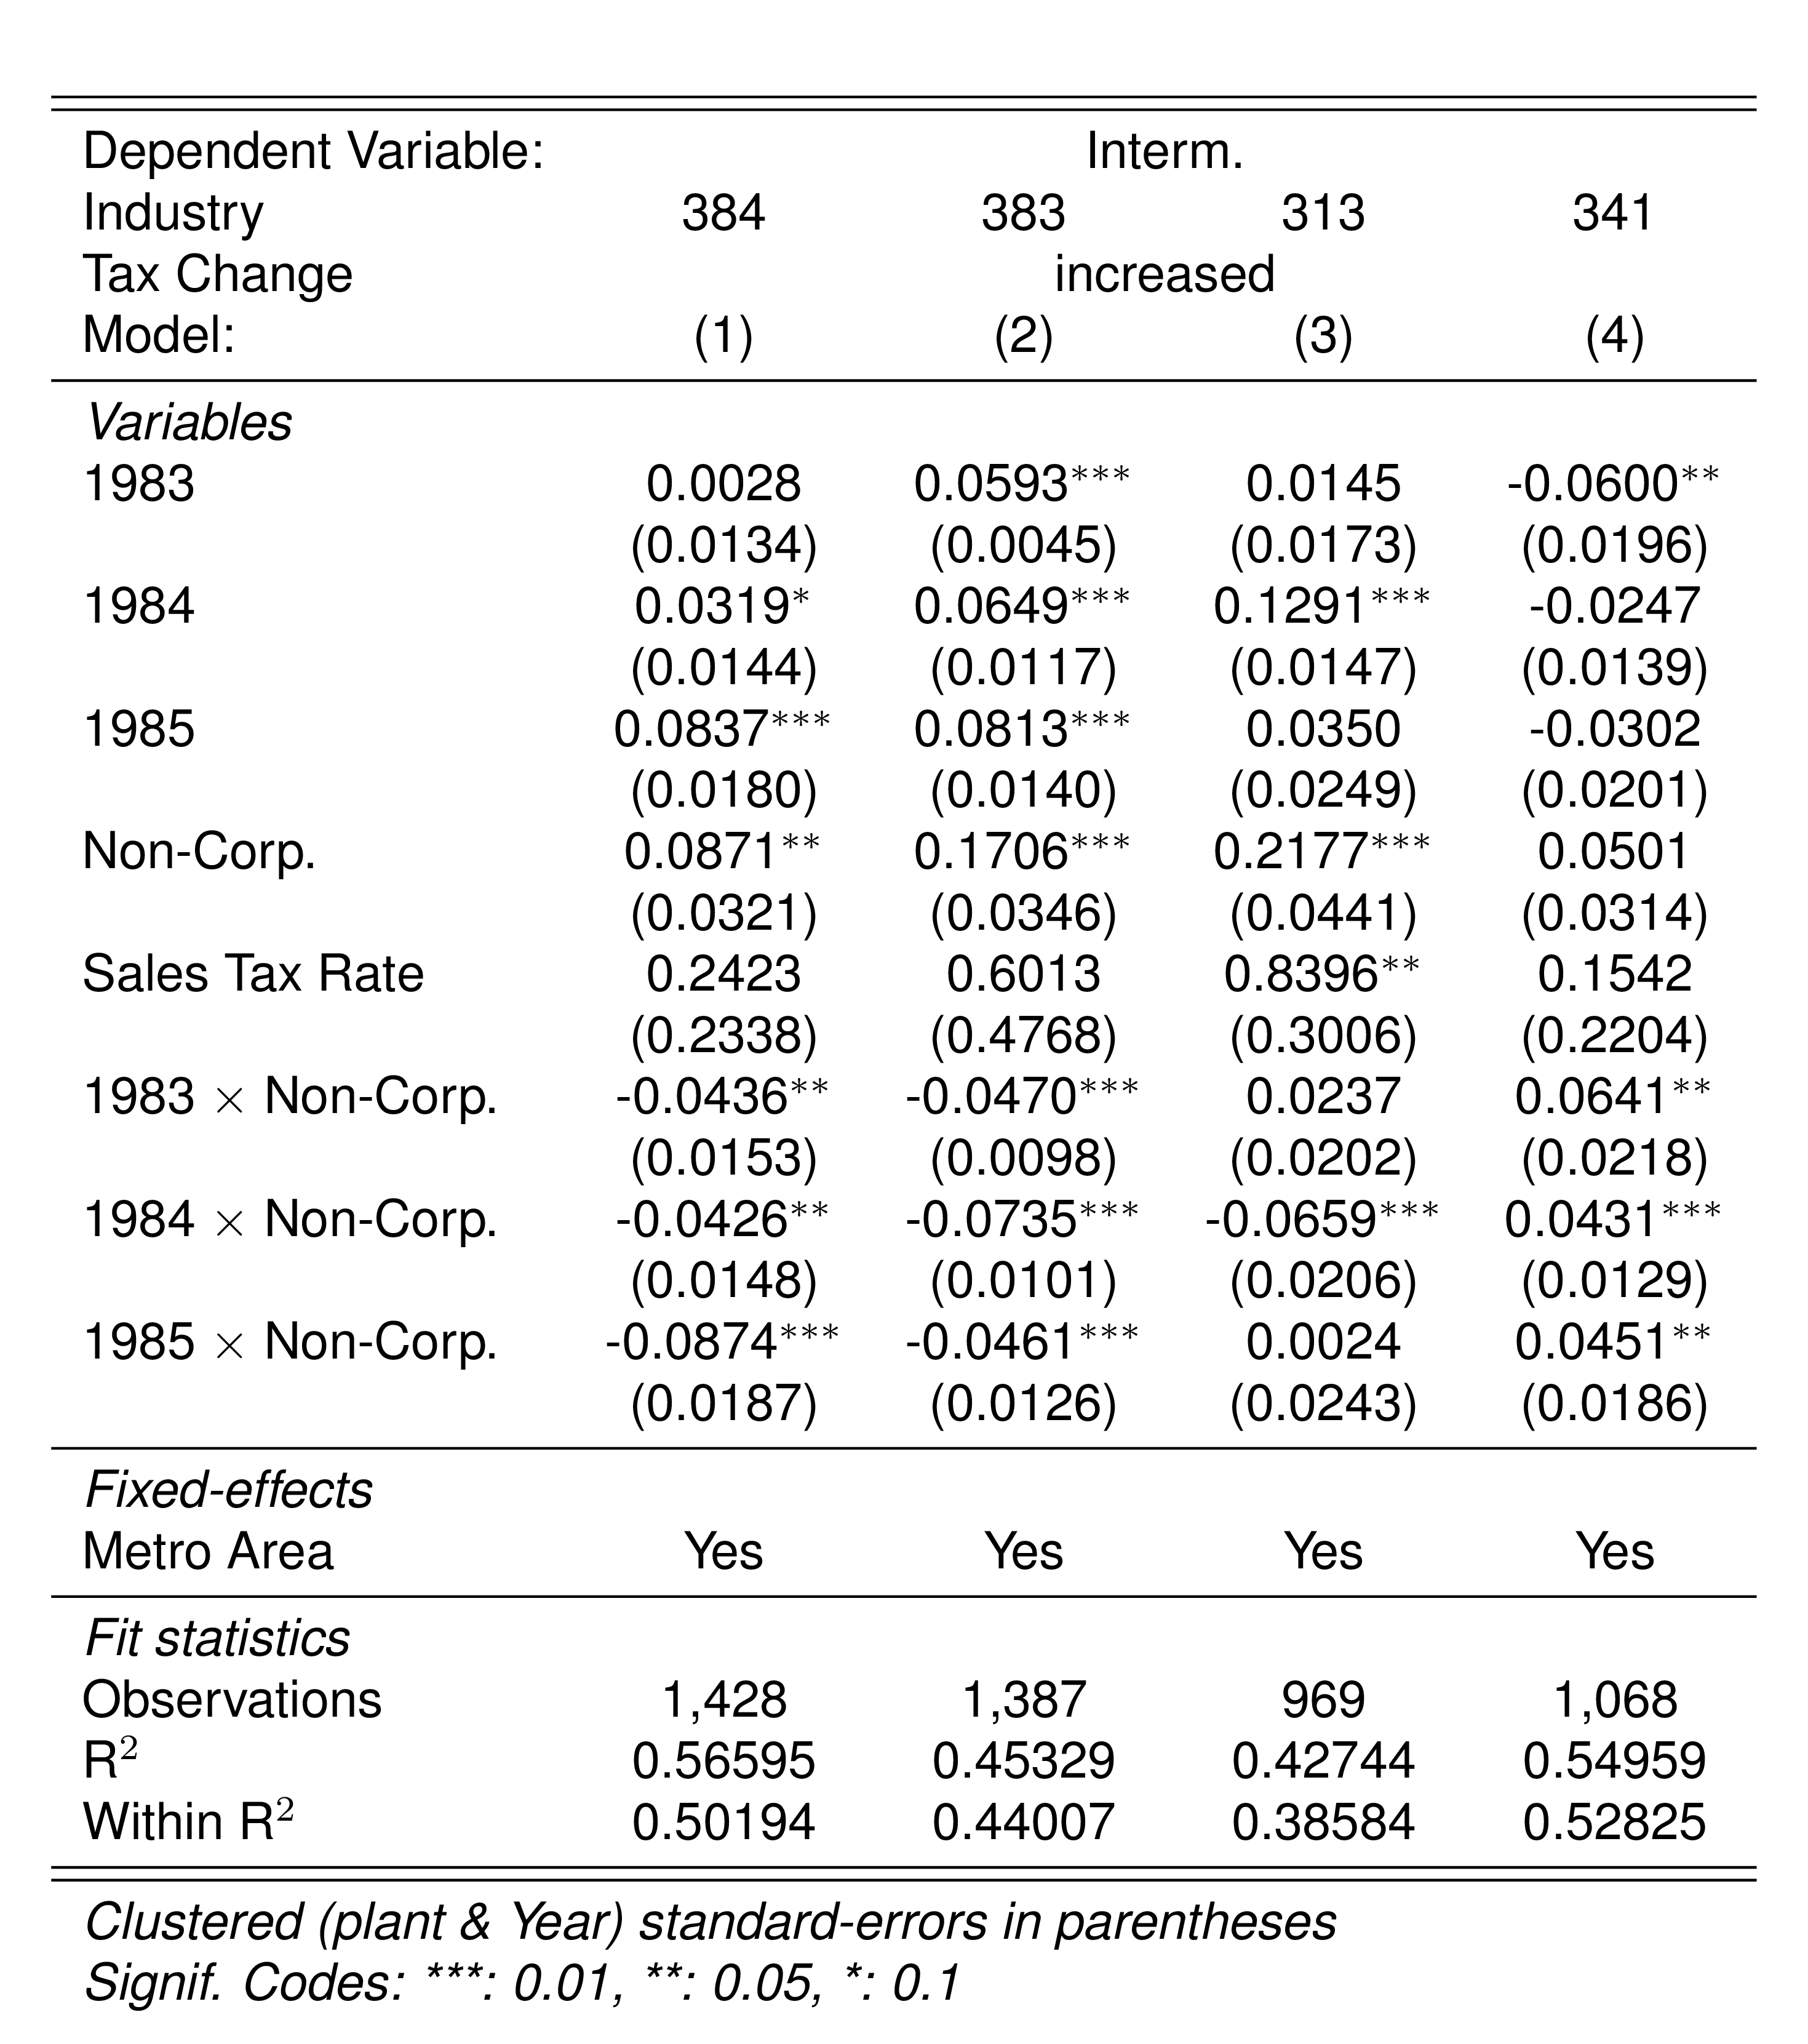 Dependent Variable: Interm.
Industry 384 383 313 341
Tax Change increased
Model: (1) (2) (3) (4)
Variables
1983 0.0028 0.0593*** 0.0145 -0.0600**
(0.0134) (0.0045) (0.0173) (0.0196)
1984 0.0319* 0.0649*** 0.1291*** -0.0247
(0.0144) (0.0117) (0.0147) (0.0139)
1985 0.0837*** 0.0813*** 0.0350 -0.0302
(0.0180) (0.0140) (0.0249) (0.0201)
Non-Corp. 0.0871** 0.1706*** 0.2177*** 0.0501
(0.0321) (0.0346) (0.0441) (0.0314)
Sales Tax Rate 0.2423 0.6013 0.8396** 0.1542
(0.2338) (0.4768) (0.3006) (0.2204)
1983 × Non-Corp. -0.0436** -0.0470*** 0.0237 0.0641**
(0.0153) (0.0098) (0.0202) (0.0218)
1984 × Non-Corp. -0.0426** -0.0735*** -0.0659*** 0.0431***
(0.0148) (0.0101) (0.0206) (0.0129)
1985 × Non-Corp. -0.0874*** -0.0461*** 0.0024 0.0451**
(0.0187) (0.0126) (0.0243) (0.0186)
Fixed-effects
Metro Area Yes Yes Yes Yes
Fit statistics
Observations 1,428 1,387 969 1,068
R² 0.56595 0.45329 0.42744 0.54959
Within R² 0.50194 0.44007 0.38584 0.52825
Clustered (plant & Year) standard-errors in parentheses
Signif. Codes: ***: 0.01, **: 0.05, *: 0.1